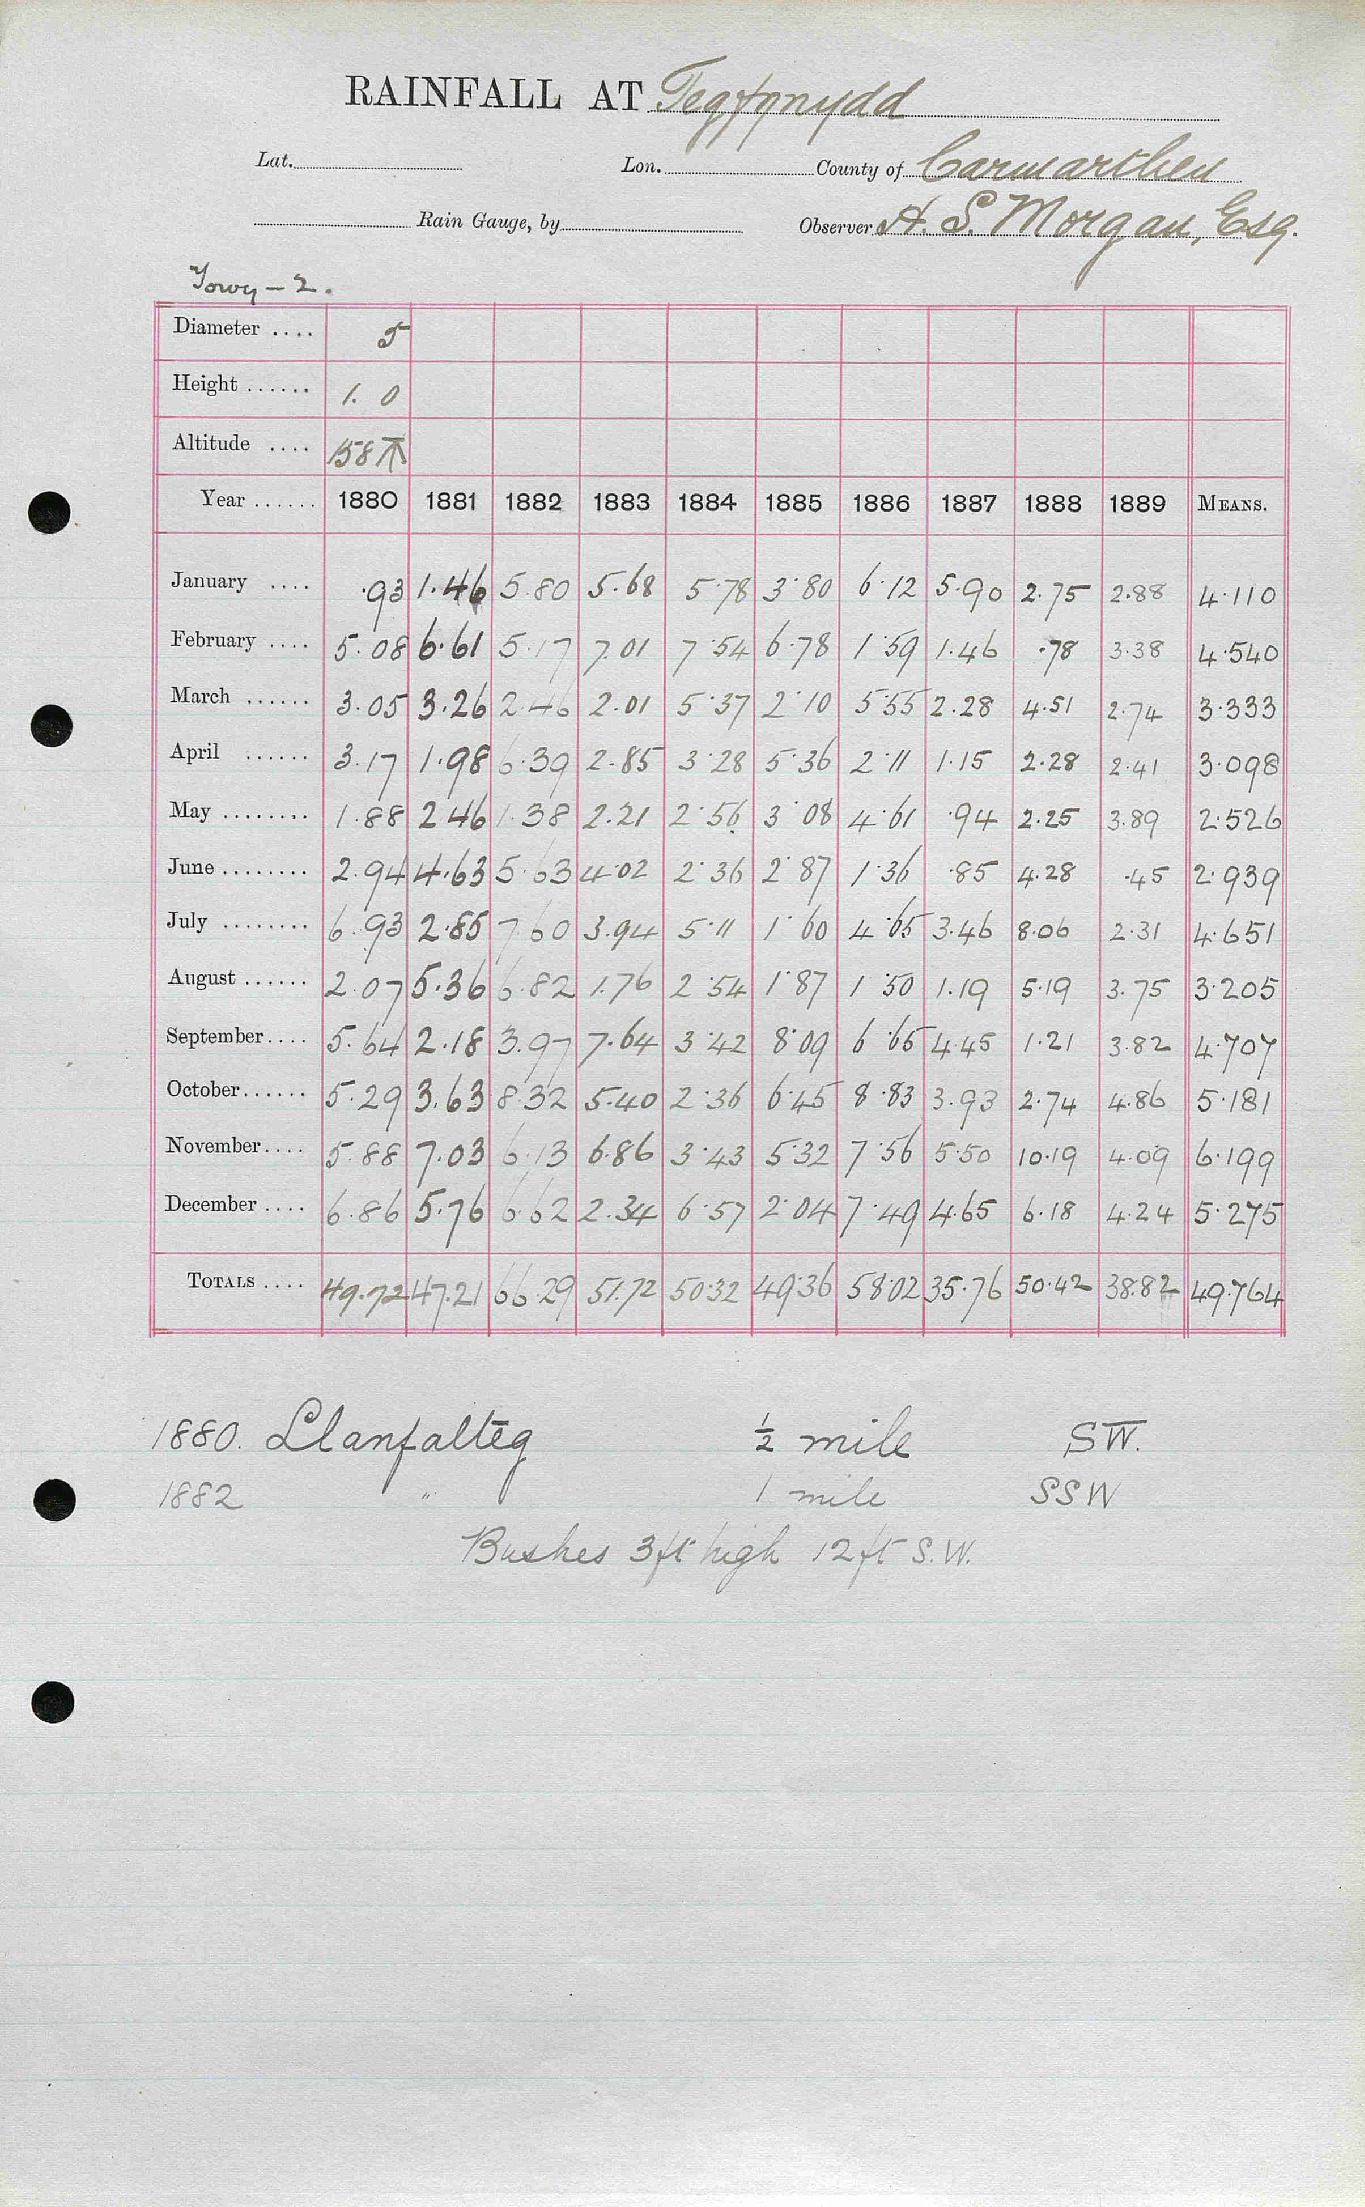 RAINFALL AT Tegfynydd
Lat. Lon. County of Carmarthen
Rain Gauge, by Observer A. S. Morgan, Esq.
Towy - 2.
Diameter .... 5
Height ...... 1. 0
Altitude .... 158
Year ...... 1880 1881 1882 1883 1884 1885 1886 1887 1888 1889 MEANS.
January .... .93 1.46 5.80 5.68 5.78 3.80 6.12 5.90 2.75 2.88 4.110
February .... 5.08 6.61 5.17 7.01 7.54 6.78 1.59 1.46 .78 3.38 4.540
March ...... 3.05 3.26 2.46 2.01 5.37 2.10 5.55 2.28 4.51 2.74 3.333
April ...... 3.17 1.98 6.39 2.85 3.28 5.36 2.11 1.15 2.28 2.41 3.098
May ........ 1.88 2.46 1.38 2.21 2.56 3.08 4.61 .94 2.25 3.89 2.526
June ........ 2.94 4.63 5.63 4.02 2.36 2.87 1.36 .85 4.28 .45 2.939
July ........ 6.93 2.85 7.60 3.94 5.11 1.60 4.65 3.46 8.06 2.31 4.651
August ...... 2.07 5.36 6.82 1.76 2.54 1.87 1.50 1.19 5.19 3.75 3.205
September.... 5.64 2.18 3.97 7.64 3.42 8.09 6.65 4.45 1.21 3.82 4.707
October...... 5.29 3.63 8.32 5.40 2.36 6.45 8.83 3.93 2.74 4.86 5.181
November.... 5.88 7.03 6.13 6.86 3.43 5.32 7.56 5.50 10.19 4.09 6.199
December .... 6.86 5.76 6.62 2.34 6.57 2.04 7.49 4.65 6.18 4.24 5.275
TOTALS .... 49.72 47.21 66.29 51.72 50.32 49.36 58.02 35.76 50.42 38.82 49.764
1880. Llanfalteg ½ mile SW.
1882 " 1 mile SSW
Bushes 3ft high 12ft S.W.